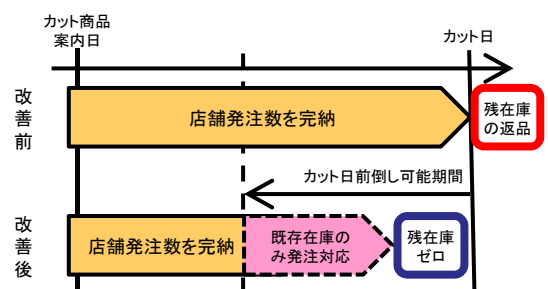 カット商品
案内日
カット日
改善前
店舗発注数を完納
残在庫
の返品
カット日前倒し可能期間
改善後
店舗発注数を完納
既存在庫の
み発注対応
残在庫
ゼロ